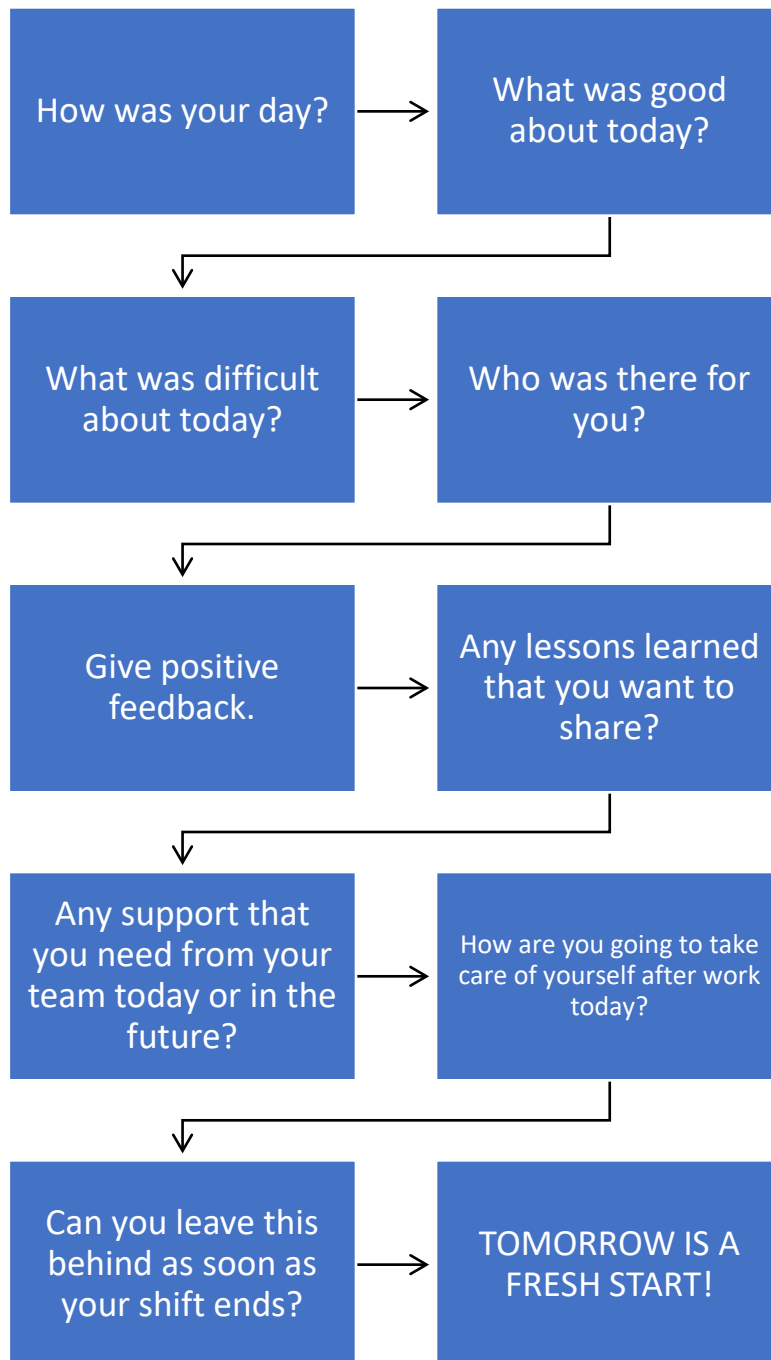 How was your day?
What was good
about today?
What was difficult
about today?
Who was there for
you?
Give positive
feedback.
Any lessons learned
that you want to
share?
Any support that
you need from your
team today or in the
future?
How are you going to take
care of yourself after work
today?
Can you leave this
behind as soon as
your shift ends?
TOMORROW IS A
FRESH START!